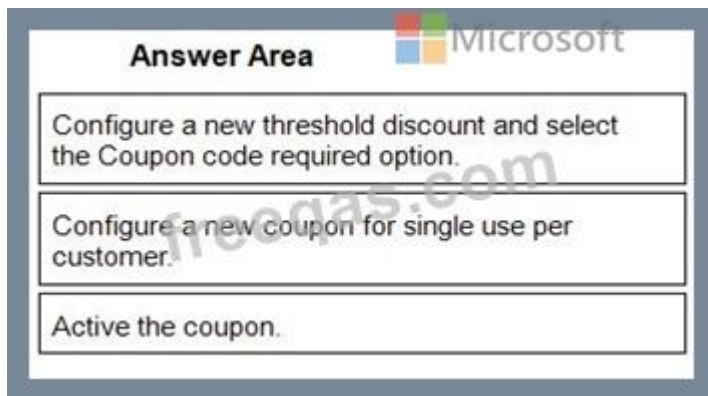 Answer Area
Microsoft
Configure a new threshold discount and select
the Coupon code required option.
freeqas.com
Configure a new coupon for single use per
customer.
Active the coupon.